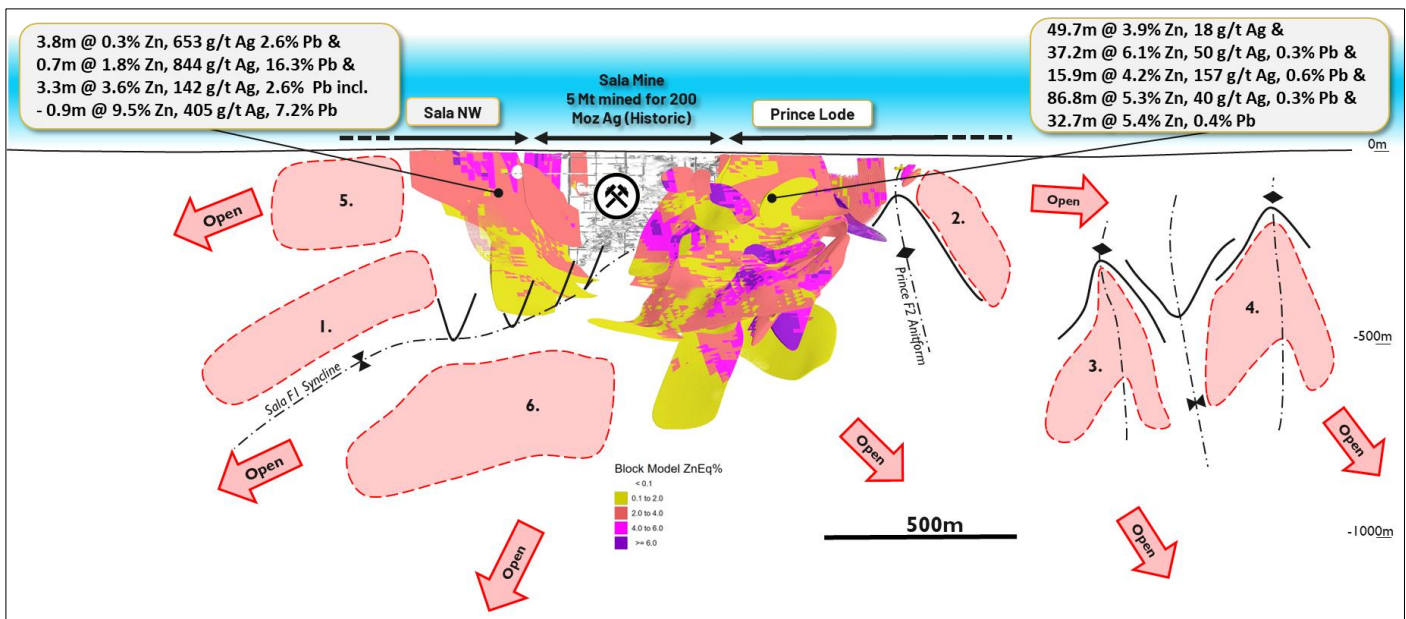 3.8m @ 0.3% Zn, 653 g/t Ag 2.6% Pb &
0.7m @ 1.8% Zn, 844 g/t Ag, 16.3% Pb &
3.3m @ 3.6% Zn, 142 g/t Ag, 2.6% Pb incl.
- 0.9m @ 9.5% Zn, 405 g/t Ag, 7.2% Pb
49.7m @ 3.9% Zn, 18 g/t Ag &
37.2m @ 6.1% Zn, 50 g/t Ag, 0.3% Pb &
15.9m @ 4.2% Zn, 157 g/t Ag, 0.6% Pb &
86.8m @ 5.3% Zn, 40 g/t Ag, 0.3% Pb &
32.7m @ 5.4% Zn, 0.4% Pb
Sala Mine
5 Mt mined for 200
Moz Ag (Historic)
Sala NW
Prince Lode
0m
Open
5.
2.
Open
4.
1.
Prince F2 Anitform
-500m
3.
Sala F1 Syncline
6.
Open
Open
Open
Open
Open
Block Model ZnEq%
< 0.1
0.1 to 2.0
2.0 to 4.0
4.0 to 6.0
>= 6.0
500m
-1000m